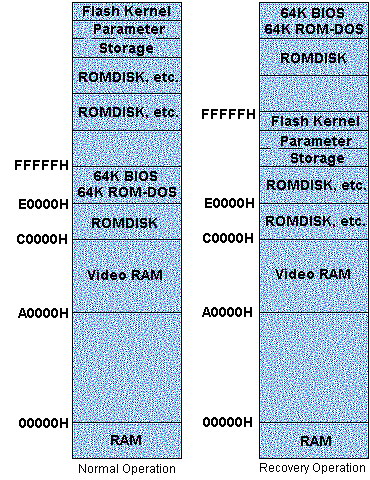 Flash Kernel
Parameter
Storage
ROMDISK, etc.
ROMDISK, etc.
FFFFFH
64K BIOS
64K ROM-DOS
E0000H
ROMDISK
C0000H
Video RAM
A0000H
00000H
RAM
Normal Operation
64K BIOS
64K ROM-DOS
ROMDISK
FFFFFH
Flash Kernel
Parameter
Storage
ROMDISK, etc.
E0000H
ROMDISK, etc.
C0000H
Video RAM
A0000H
00000H
RAM
Recovery Operation